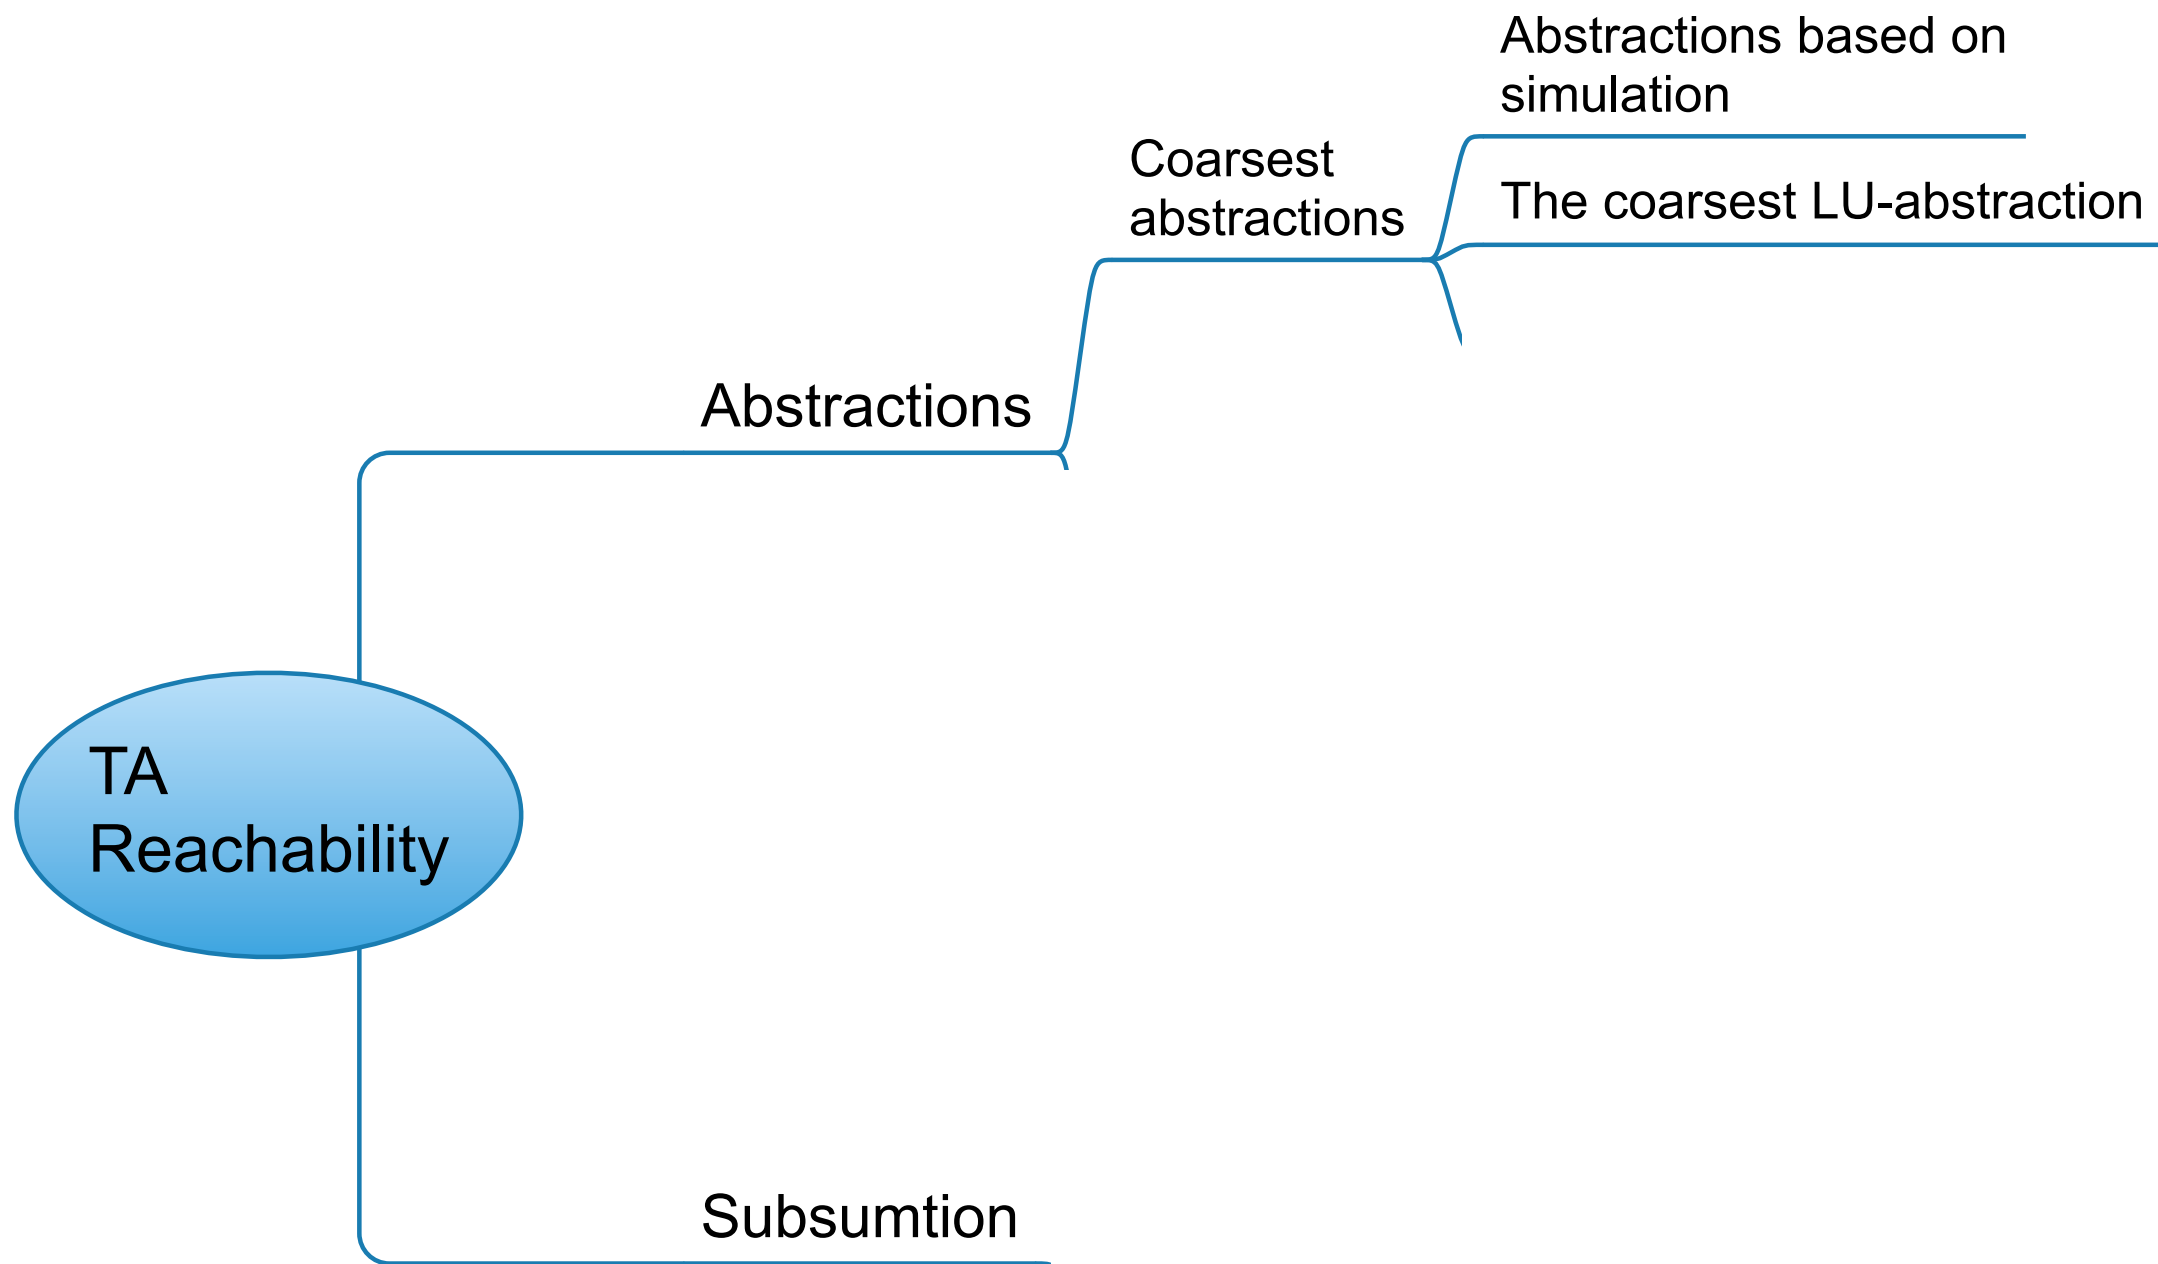 Abstractions based on
simulation
Coarsest
abstractions
The coarsest LU-abstraction
Abstractions
TA
Reachability
Subsumtion